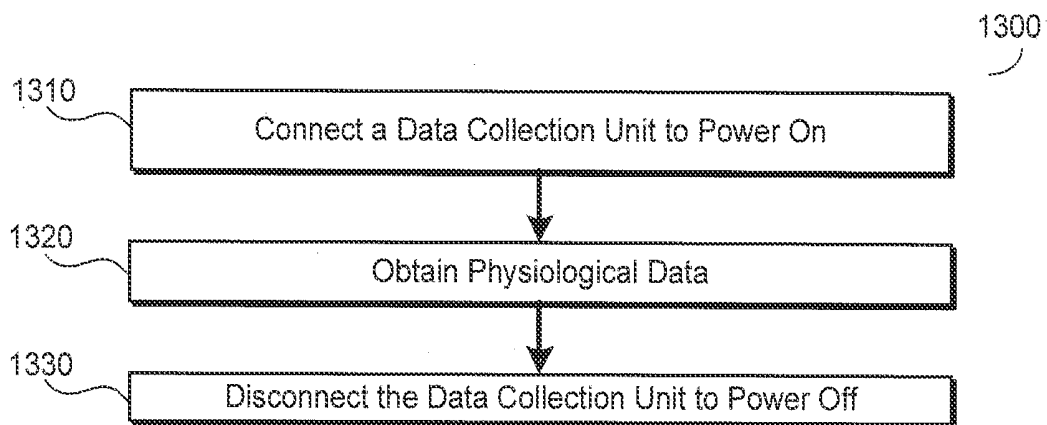 1300
1310
Connect a Data Collection Unit to Power On
1320
Obtain Physiological Data
1330
Disconnect the Data Collection Unit to Power Off